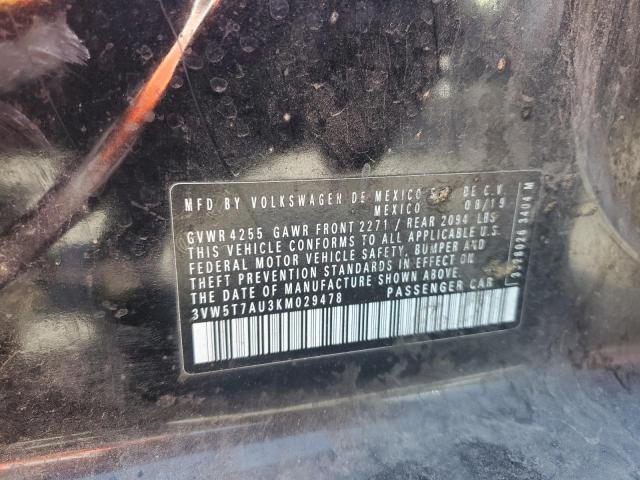 MFD BY VOLKSWAGEN DE MEXICO S.A. DE C.V.
MEXICO 08/19
GVWR 4255 GAWR FRONT 2271 / REAR 2094 LBS
THIS VEHICLE CONFORMS TO ALL APPLICABLE U.S.
FEDERAL MOTOR VEHICLE SAFETY, BUMPER AND
THEFT PREVENTION STANDARDS IN EFFECT ON
THE DATE OF MANUFACTURE SHOWN ABOVE.
3VW5T7AU3KM029478 PASSENGER CAR
3404 M